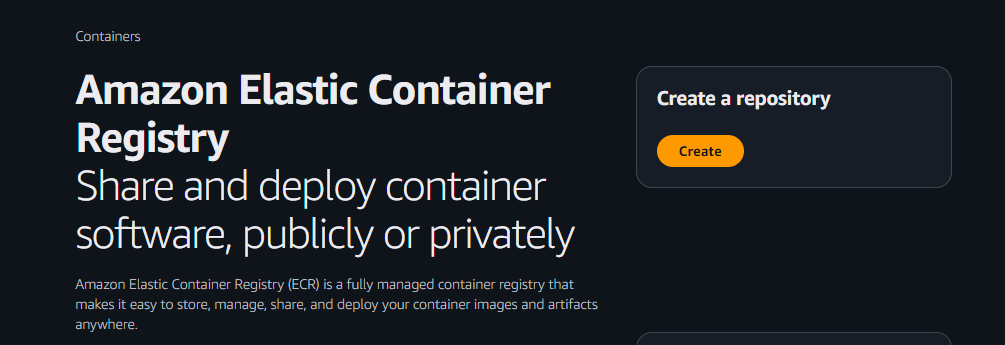 Containers
Amazon Elastic Container
Registry
Share and deploy container
software, publicly or privately
Amazon Elastic Container Registry (ECR) is a fully managed container registry that
makes it easy to store, manage, share, and deploy your container images and artifacts
anywhere.
Create a repository
Create